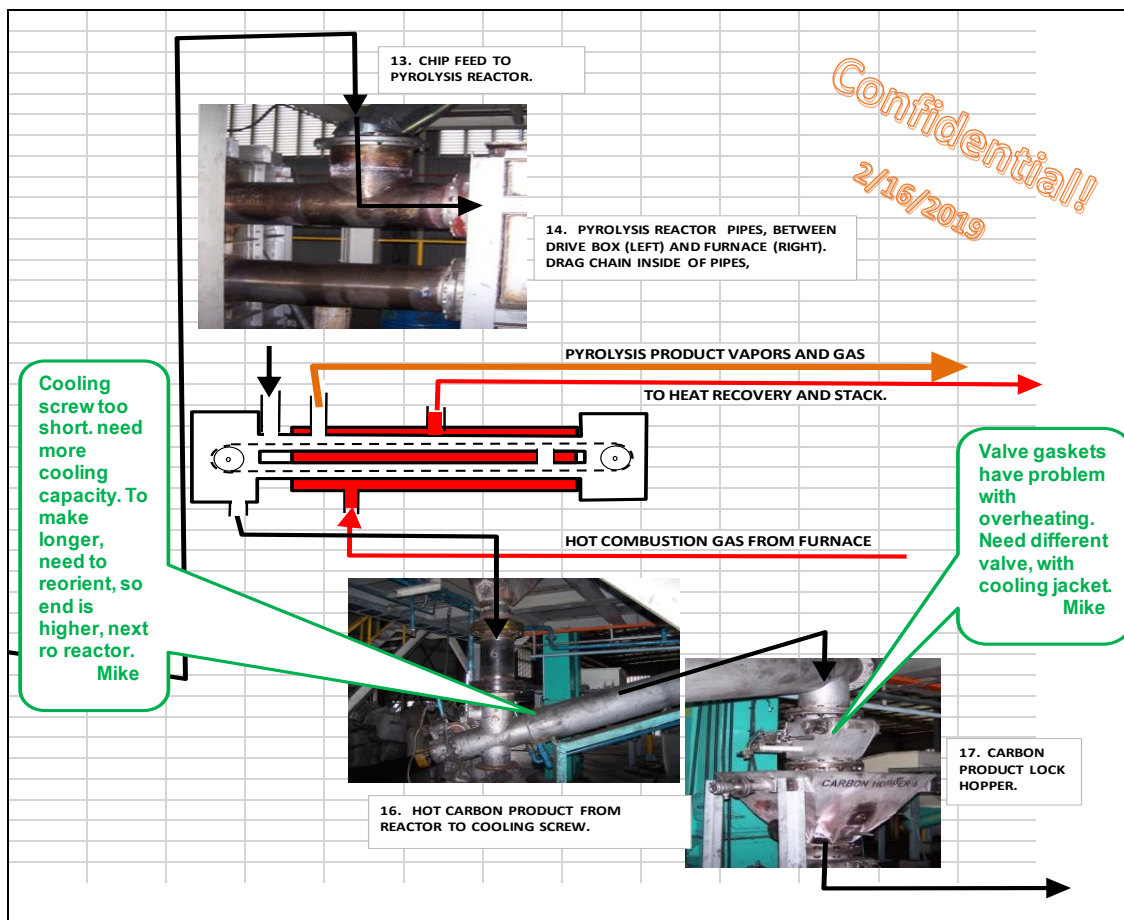 13. CHIP FEED TO
PYROLYSIS REACTOR.
Confidential!
2/16/2019
14. PYROLYSIS REACTOR PIPES, BETWEEN
DRIVE BOX (LEFT) AND FURNACE (RIGHT).
DRAG CHAIN INSIDE OF PIPES,
PYROLYSIS PRODUCT VAPORS AND GAS
TO HEAT RECOVERY AND STACK.
Cooling
screw too
short. need
more
cooling
capacity. To
make
longer,
need to
reorient, so
end is
higher, next
ro reactor.
Mike
Valve gaskets
have problem
with
overheating.
Need different
valve, with
cooling jacket.
Mike
HOT COMBUSTION GAS FROM FURNACE
CARBON HOPPER
17. CARBON
PRODUCT LOCK
HOPPER.
16. HOT CARBON PRODUCT FROM
REACTOR TO COOLING SCREW.